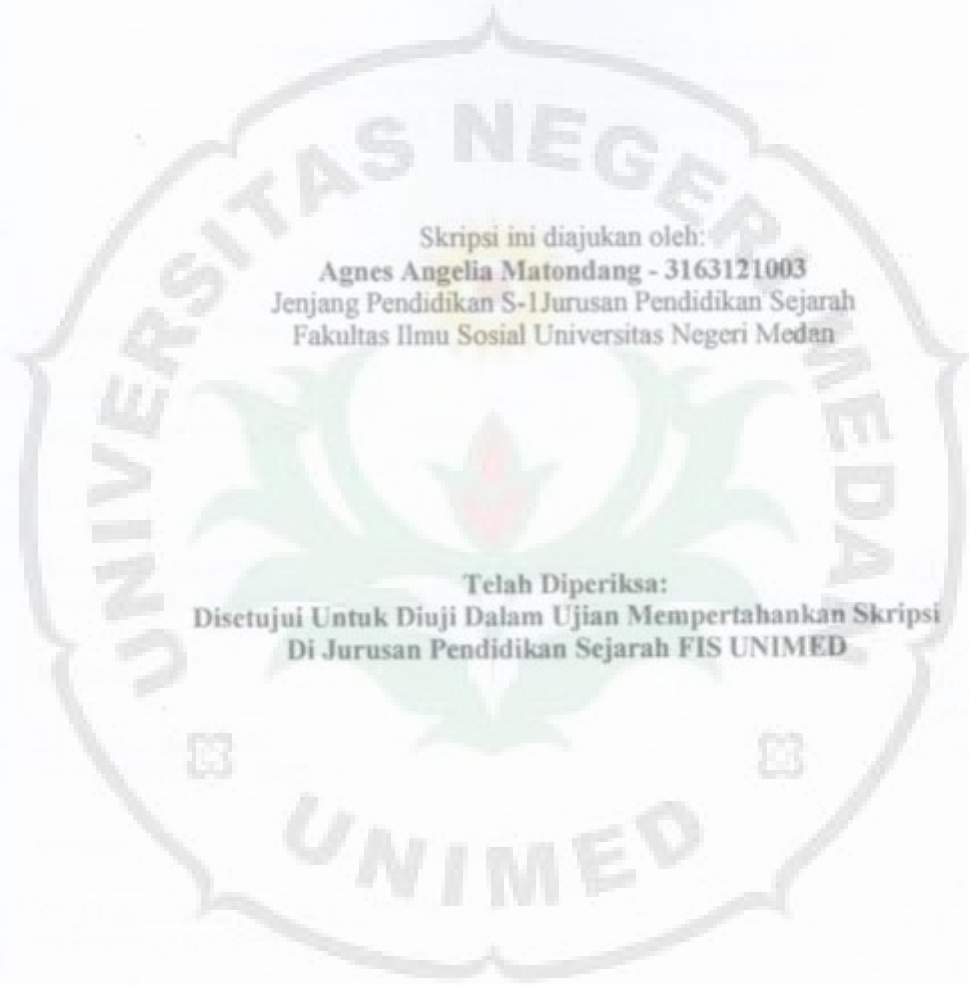 UNIVERSITAS NEGERI MEDAN
Skripsi ini diajukan oleh:
Agnes Angelia Matondang - 3163121003
Jenjang Pendidikan S-1Jurusan Pendidikan Sejarah
Fakultas Ilmu Sosial Universitas Negeri Medan
Telah Diperiksa:
Disetujui Untuk Diuji Dalam Ujian Mempertahankan Skripsi
Di Jurusan Pendidikan Sejarah FIS UNIMED
UNIMED